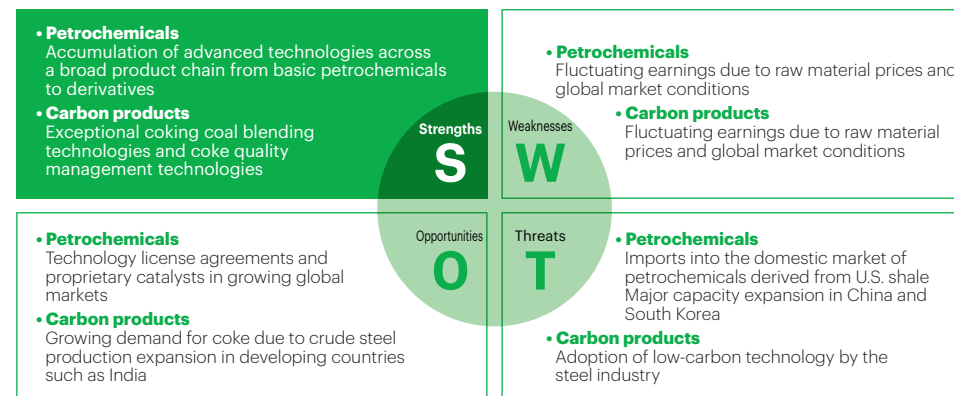 • Petrochemicals
Accumulation of advanced technologies across
a broad product chain from basic petrochemicals
to derivatives
• Carbon products
Exceptional coking coal blending
technologies and coke quality
management technologies
Strengths
S
• Petrochemicals
Fluctuating earnings due to raw material prices and
global market conditions
• Carbon products
Fluctuating earnings due to raw material
prices and global market conditions
Weaknesses
W
• Petrochemicals
Technology license agreements and
proprietary catalysts in growing global
markets
• Carbon products
Growing demand for coke due to crude steel
production expansion in developing countries
such as India
Opportunities
O
Threats
T
• Petrochemicals
Imports into the domestic market of
petrochemicals derived from U.S. shale
Major capacity expansion in China and
South Korea
• Carbon products
Adoption of low-carbon technology by the
steel industry